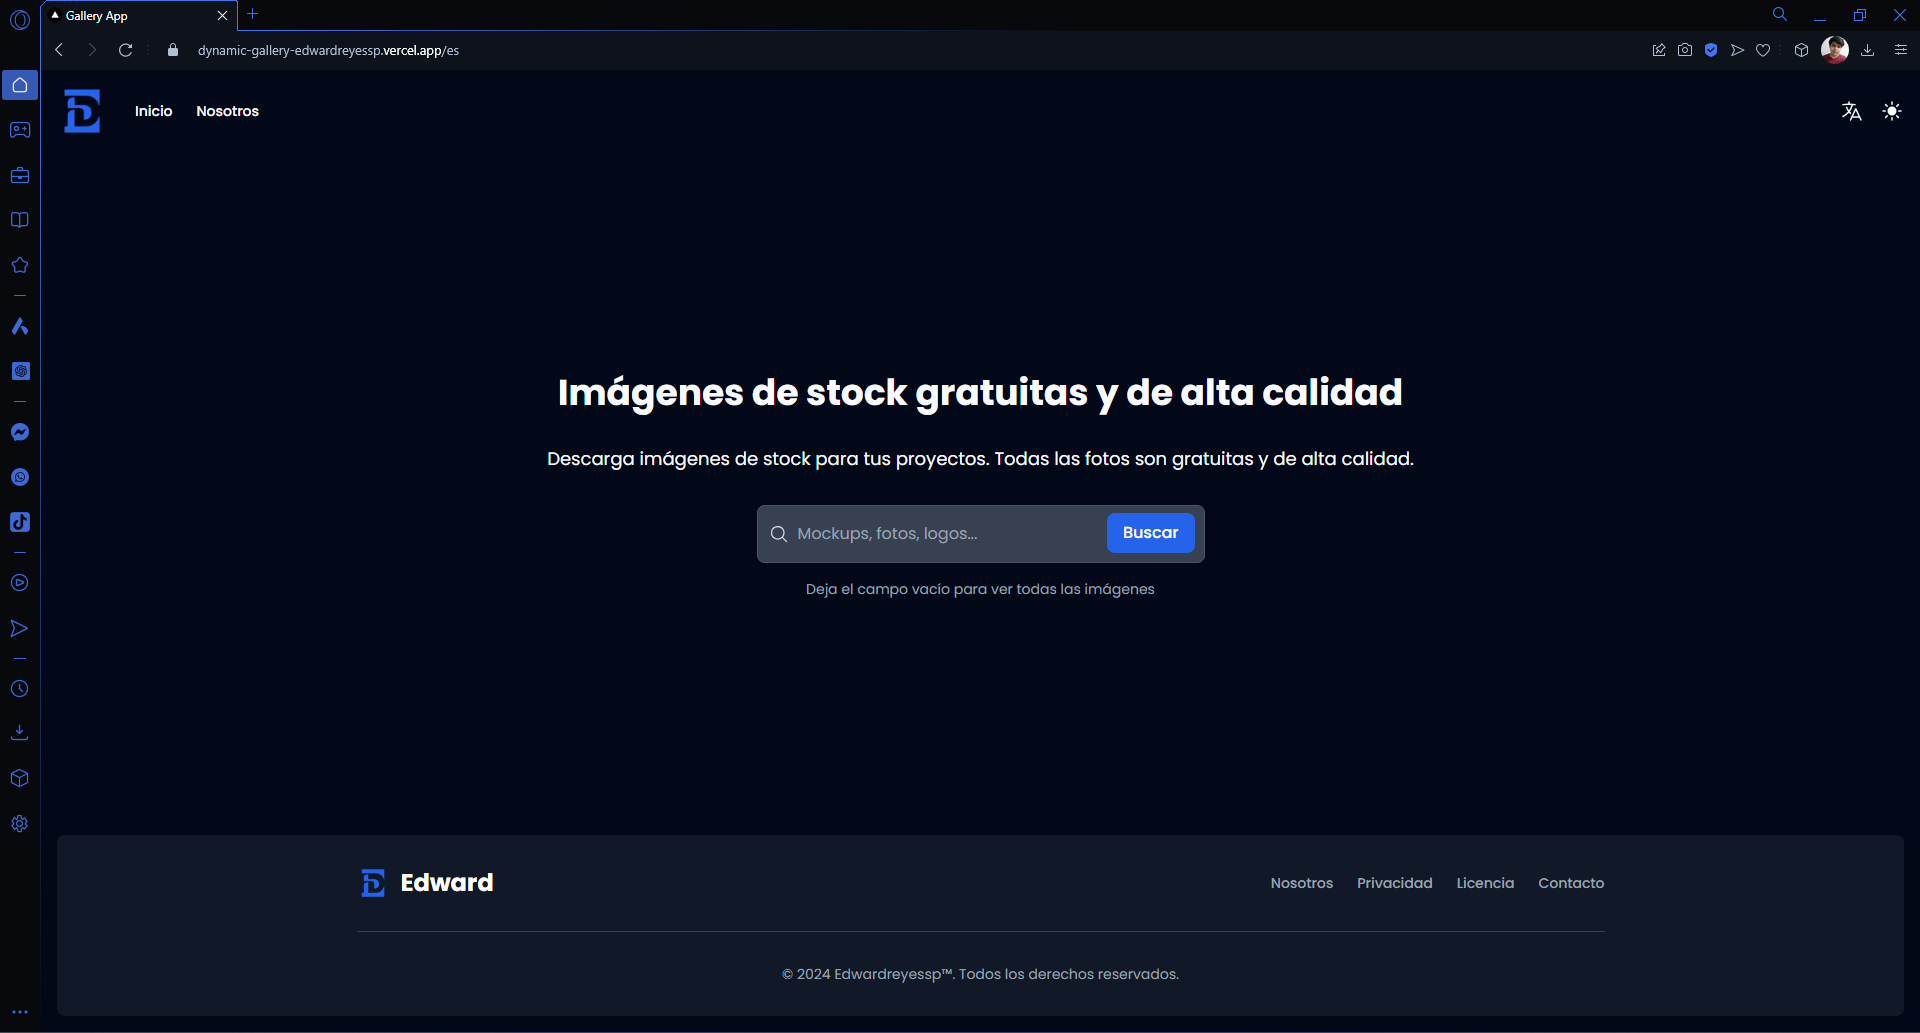 Gallery App
dynamic-gallery-edwardreyessp.vercel.app/es
Inicio Nosotros
Imágenes de stock gratuitas y de alta calidad
Descarga imágenes de stock para tus proyectos. Todas las fotos son gratuitas y de alta calidad.
Mockups, fotos, logos... Buscar
Deja el campo vacío para ver todas las imágenes
Edward Nosotros Privacidad Licencia Contacto
© 2024 Edwardreyessp™. Todos los derechos reservados.